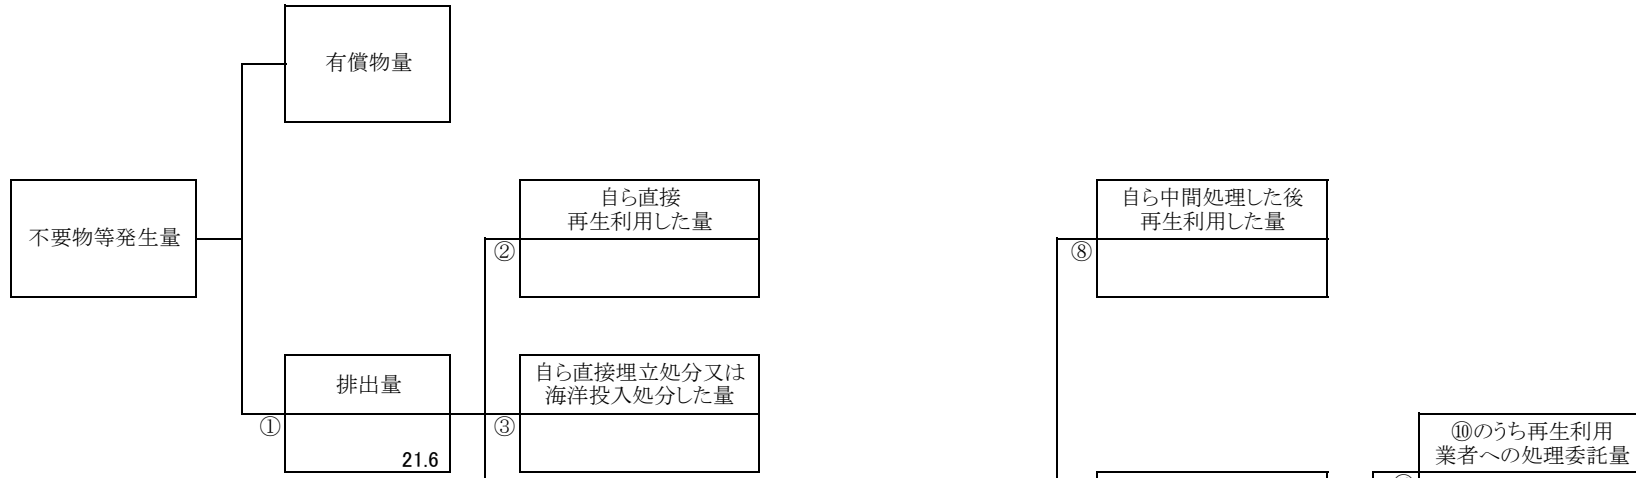 有償物量
不要物等発生量
自ら直接
再生利用した量
②
自ら中間処理した後
再生利用した量
⑧
排出量
①
21.6
自ら直接埋立処分又は
海洋投入処分した量
③
⑩のうち再生利用
業者への処理委託量